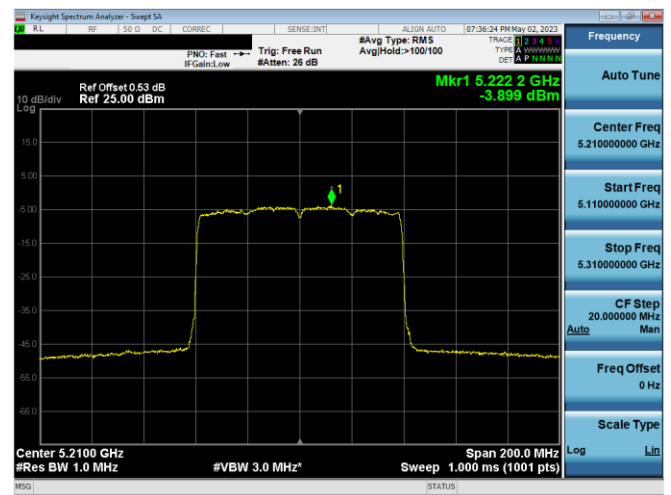 Keysight Spectrum Analyzer - Swept SA
RL RF 50 Ω DC CORREC SENSE:INT ALIGN AUTO 07:36:24 PM May 02, 2023
PNO: Fast Trig: Free Run #Avg Type: RMS TRACE 1 2 3 4 5 6
IFGain:Low #Atten: 26 dB Avg|Hold:>100/100 TYPE A WWWWW
DET A P N N N N
Ref Offset 0.53 dB Mkr1 5.222 2 GHz
10 dB/div Ref 25.00 dBm -3.899 dBm
Log
15.0
5.00
-5.00
-15.0
-25.0
-35.0
-45.0
-55.0
-65.0
1
Center 5.2100 GHz Span 200.0 MHz
#Res BW 1.0 MHz #VBW 3.0 MHz* Sweep 1.000 ms (1001 pts)
MSG STATUS
Frequency
Auto Tune
Center Freq
5.210000000 GHz
Start Freq
5.110000000 GHz
Stop Freq
5.310000000 GHz
CF Step
20.000000 MHz
Auto Man
Freq Offset
0 Hz
Scale Type
Log Lin